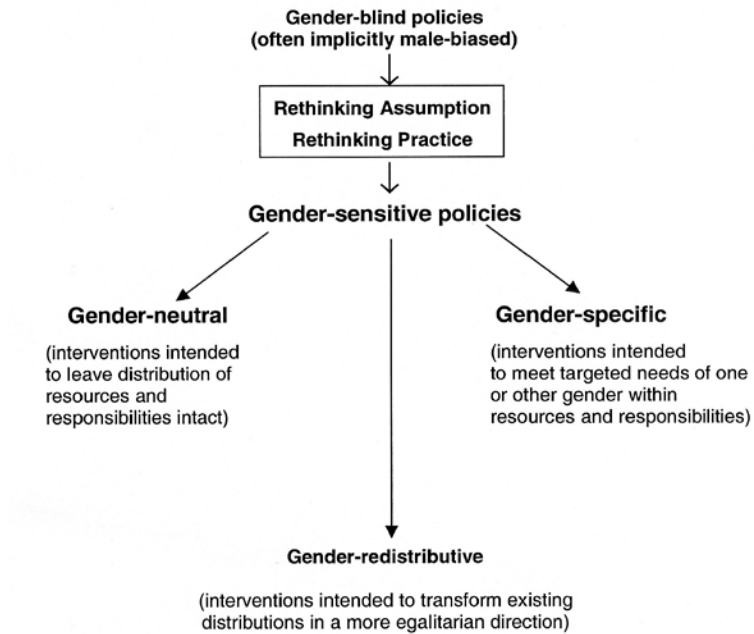 Gender-blind policies
(often implicitly male-biased)
Rethinking Assumption
Rethinking Practice
Gender-sensitive policies
Gender-neutral
(interventions intended
to leave distribution of
resources and
responsibilities intact)
Gender-specific
(interventions intended
to meet targeted needs of one
or other gender within
resources and responsibilities)
Gender-redistributive
(interventions intended to transform existing
distributions in a more egalitarian direction)